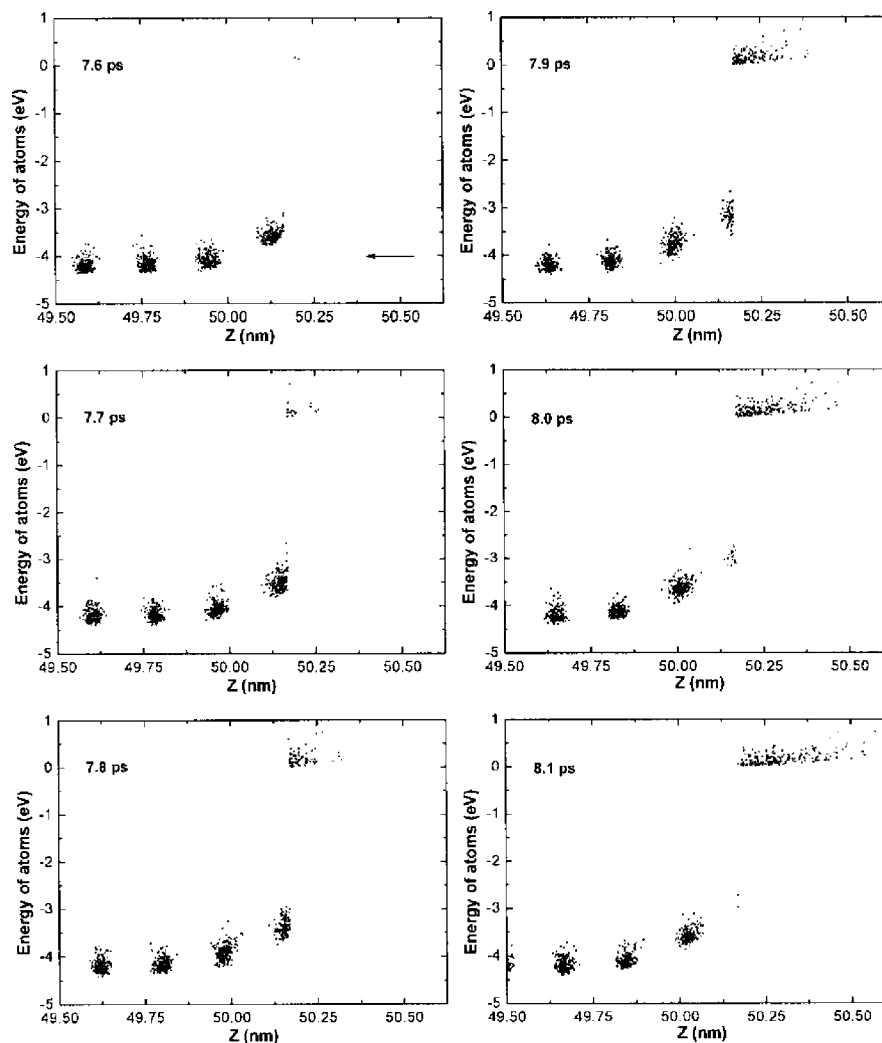 Energy of atoms (eV)
1
0
-1
-2
-3
-4
-5
7.6 ps
49.50 49.75 50.00 50.25 50.50
Z (nm)
Energy of atoms (eV)
1
0
-1
-2
-3
-4
-5
7.9 ps
49.50 49.75 50.00 50.25 50.50
Z (nm)
Energy of atoms (eV)
1
0
-1
-2
-3
-4
-5
7.7 ps
49.50 49.75 50.00 50.25 50.50
Z (nm)
Energy of atoms (eV)
1
0
-1
-2
-3
-4
-5
8.0 ps
49.50 49.75 50.00 50.25 50.50
Z (nm)
Energy of atoms (eV)
1
0
-1
-2
-3
-4
-5
7.8 ps
49.50 49.75 50.00 50.25 50.50
Z (nm)
Energy of atoms (eV)
1
0
-1
-2
-3
-4
-5
8.1 ps
49.50 49.75 50.00 50.25 50.50
Z (nm)